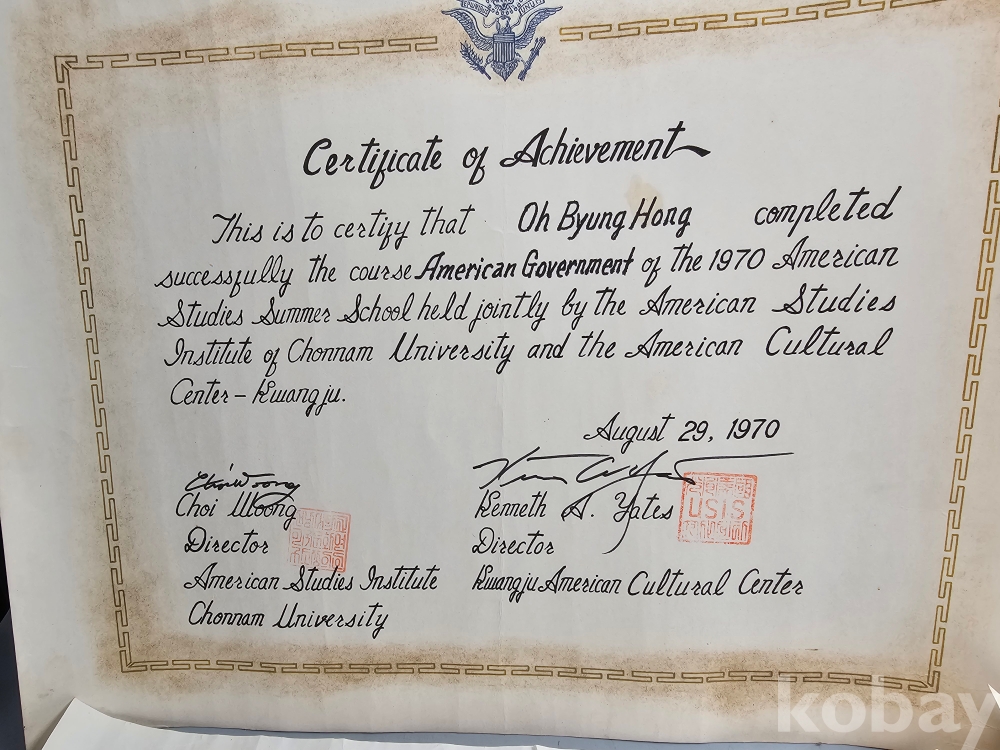 Certificate of Achievement
This is to certify that Oh Byung Hong completed
successfully the course American Government of the 1970 American
Studies Summer School held jointly by the American Studies
Institute of Chonnam University and the American Cultural
Center - Kwangju.
August 29, 1970
Choi Woong
Choi Woong
Director
American Studies Institute
Chonnam University
Kenneth A. Yates
Director
Kwangju American Cultural Center
USIS
kobay